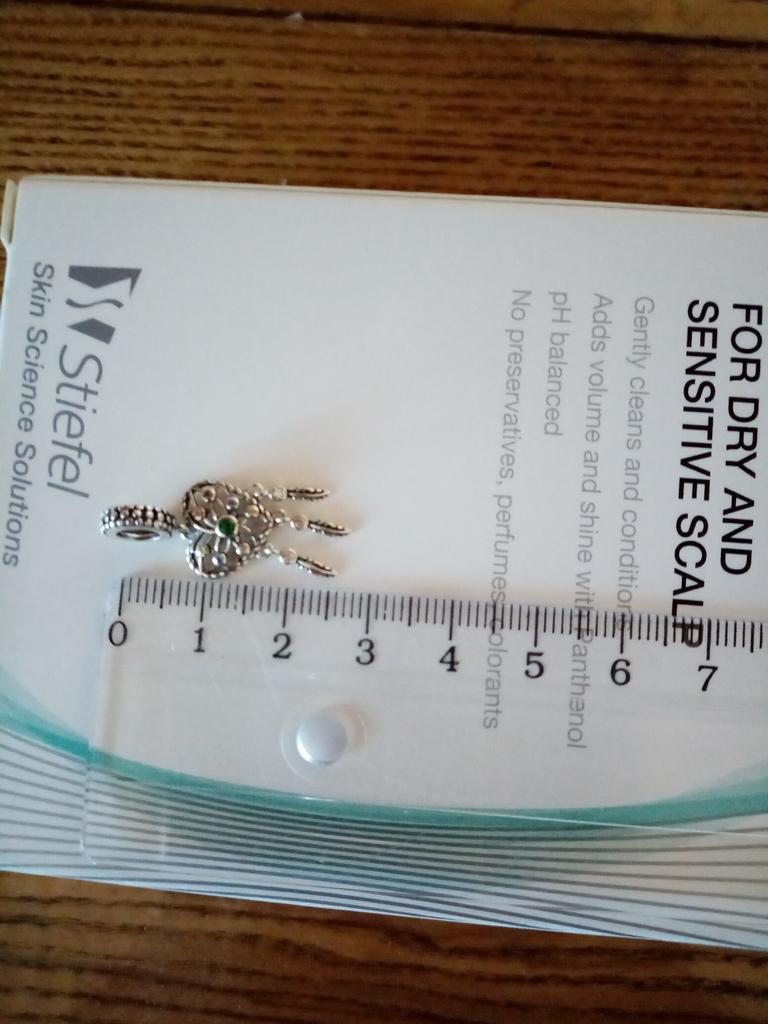 FOR DRY AND
SENSITIVE SCALP
Gently cleans and conditions
Adds volume and shine with Panthenol
pH balanced
No preservatives, perfumes, colorants
Stiefel
Skin Science Solutions
0 1 2 3 4 5 6 7